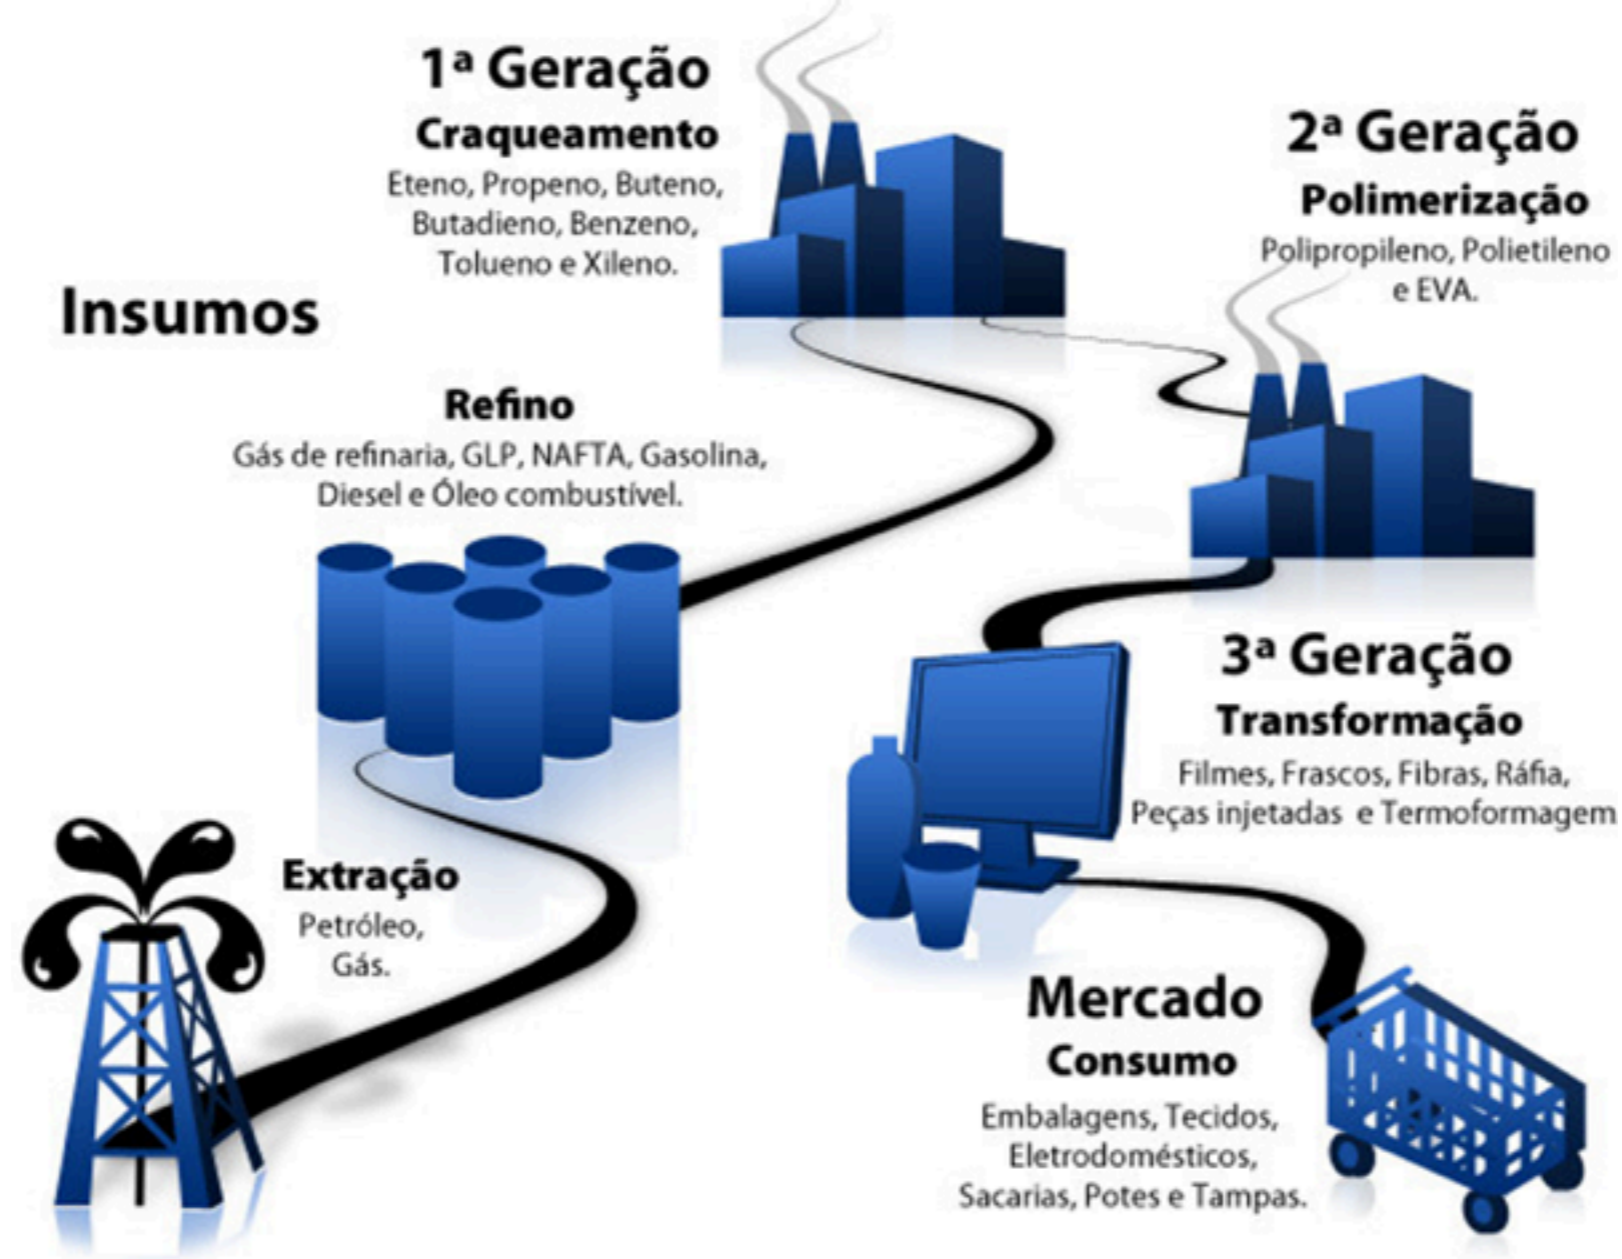 1ª Geração
Craqueamento
Eteno, Propeno, Buteno,
Butadieno, Benzeno,
Tolueno e Xileno.
2ª Geração
Polimerização
Polipropileno, Polietileno
e EVA.
Insumos
Refino
Gás de refinaria, GLP, NAFTA, Gasolina,
Diesel e Óleo combustível.
3ª Geração
Transformação
Filmes, Frascos, Fibras, Ráfia,
Peças injetadas e Termoformagem
Extração
Petróleo,
Gás.
Mercado
Consumo
Embalagens, Tecidos,
Eletrodomésticos,
Sacarias, Potes e Tampas.